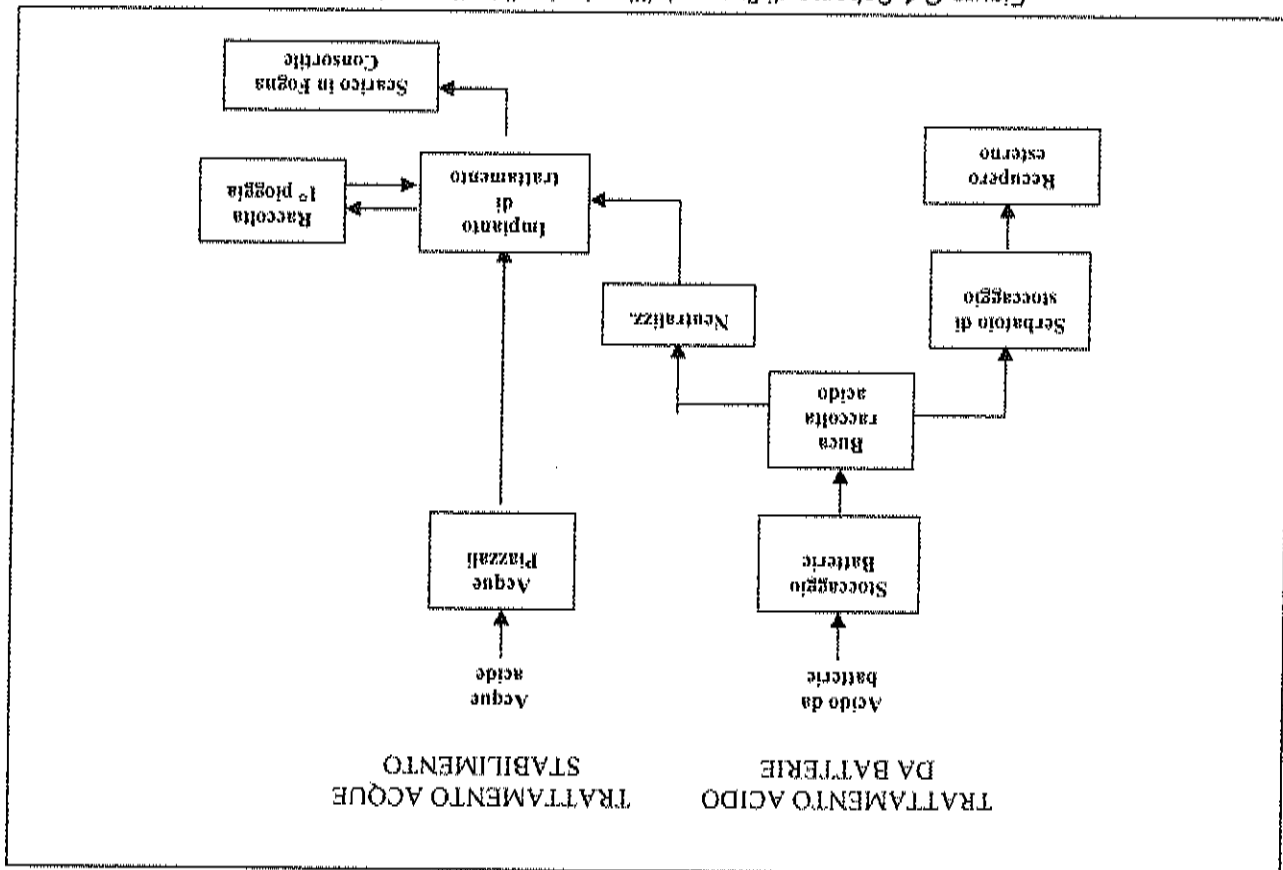 TRATTAMENTO ACIDO
DA BATTERIE
TRATTAMENTO ACQUE
STABILIMENTO
Acido da
batterie
Acque
acide
Stoccaggio
Batterie
Acque
Piazzali
Buca
raccolta
acido
Serbatoio di
stoccaggio
Neutralizz.
Recupero
esterno
Impianto
di
trattamento
Raccolta
1° pioggia
Scarico in Fogna
Consortile